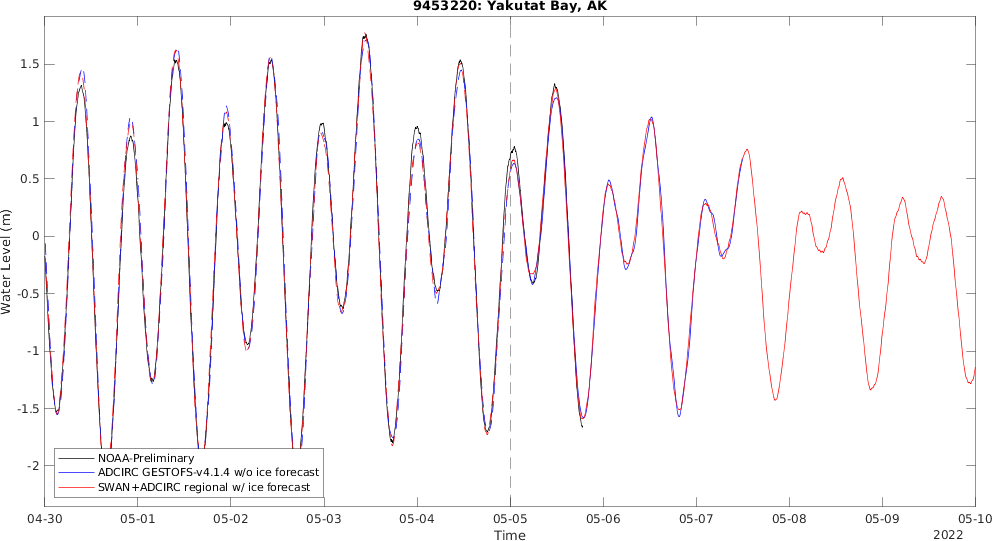 9453220: Yakutat Bay, AK
Water Level (m)
1.5
1
0.5
0
-0.5
-1
-1.5
-2
NOAA-Preliminary
ADCIRC GESTOFS-v4.1.4 w/o ice forecast
SWAN+ADCIRC regional w/ ice forecast
04-30 05-01 05-02 05-03 05-04 05-05 05-06 05-07 05-08 05-09 05-10
Time
2022